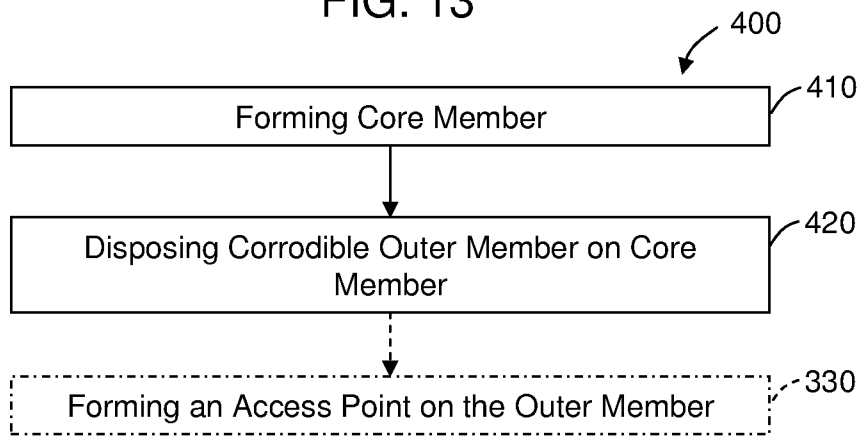 FIG. 13
400
410
Forming Core Member
420
Disposing Corrodible Outer Member on Core
Member
330
Forming an Access Point on the Outer Member